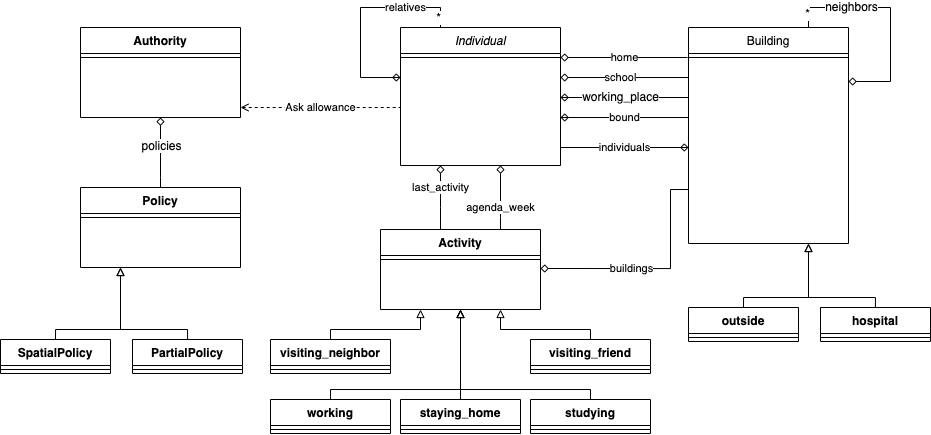 relatives
*
*
neighbors
Authority
Individual
Building
home
school
working_place
Ask allowance
bound
policies
individuals
last_activity
Policy
agenda_week
Activity
buildings
outside
hospital
SpatialPolicy
PartialPolicy
visiting_neighbor
visiting_friend
working
staying_home
studying